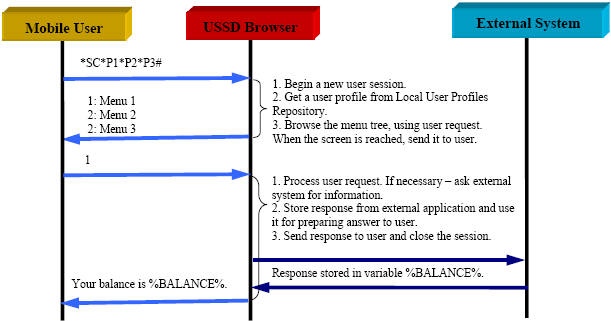 Mobile User
USSD Browser
External System
*SC*P1*P2*P3#
1. Begin a new user session.
2. Get a user profile from Local User Profiles
Repository.
3. Browse the menu tree, using user request.
When the screen is reached, send it to user.
1: Menu 1
2: Menu 2
2: Menu 3
1
1. Process user request. If necessary – ask external
system for information.
2. Store response from external application and use
it for preparing answer to user.
3. Send response to user and close the session.
Response stored in variable %BALANCE%.
Your balance is %BALANCE%.